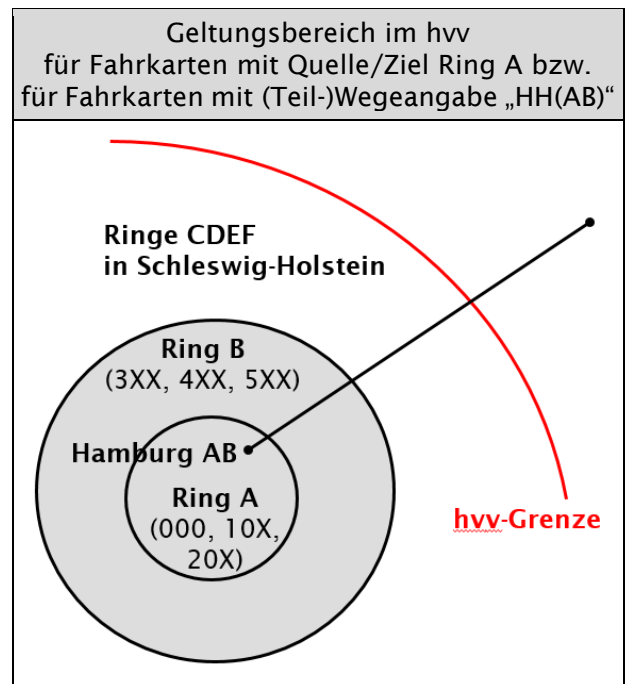 Geltungsbereich im hvv
für Fahrkarten mit Quelle/Ziel Ring A bzw.
für Fahrkarten mit (Teil-)Wegeangabe „HH(AB)“
Ringe CDEF
in Schleswig-Holstein
Ring B
(3XX, 4XX, 5XX)
Hamburg AB
Ring A
(000, 10X,
20X)
hvv-Grenze